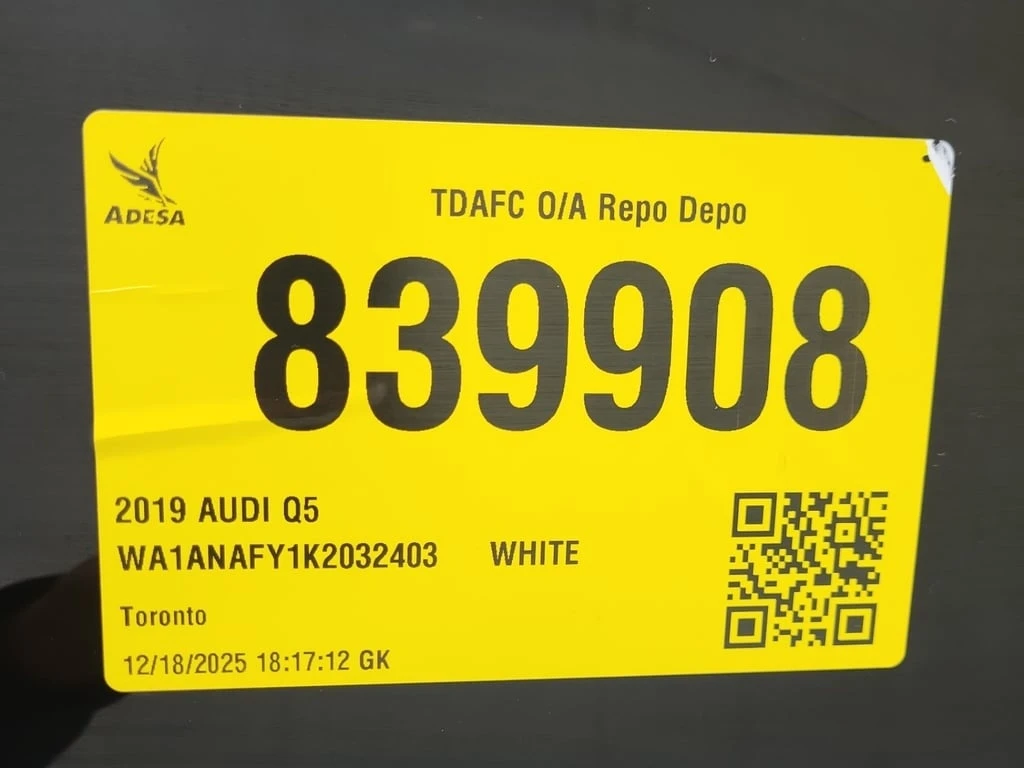 ADESA
TDAFC O/A Repo Depo
839908
2019 AUDI Q5
WA1ANAFY1K2032403 WHITE
Toronto
12/18/2025 18:17:12 GK